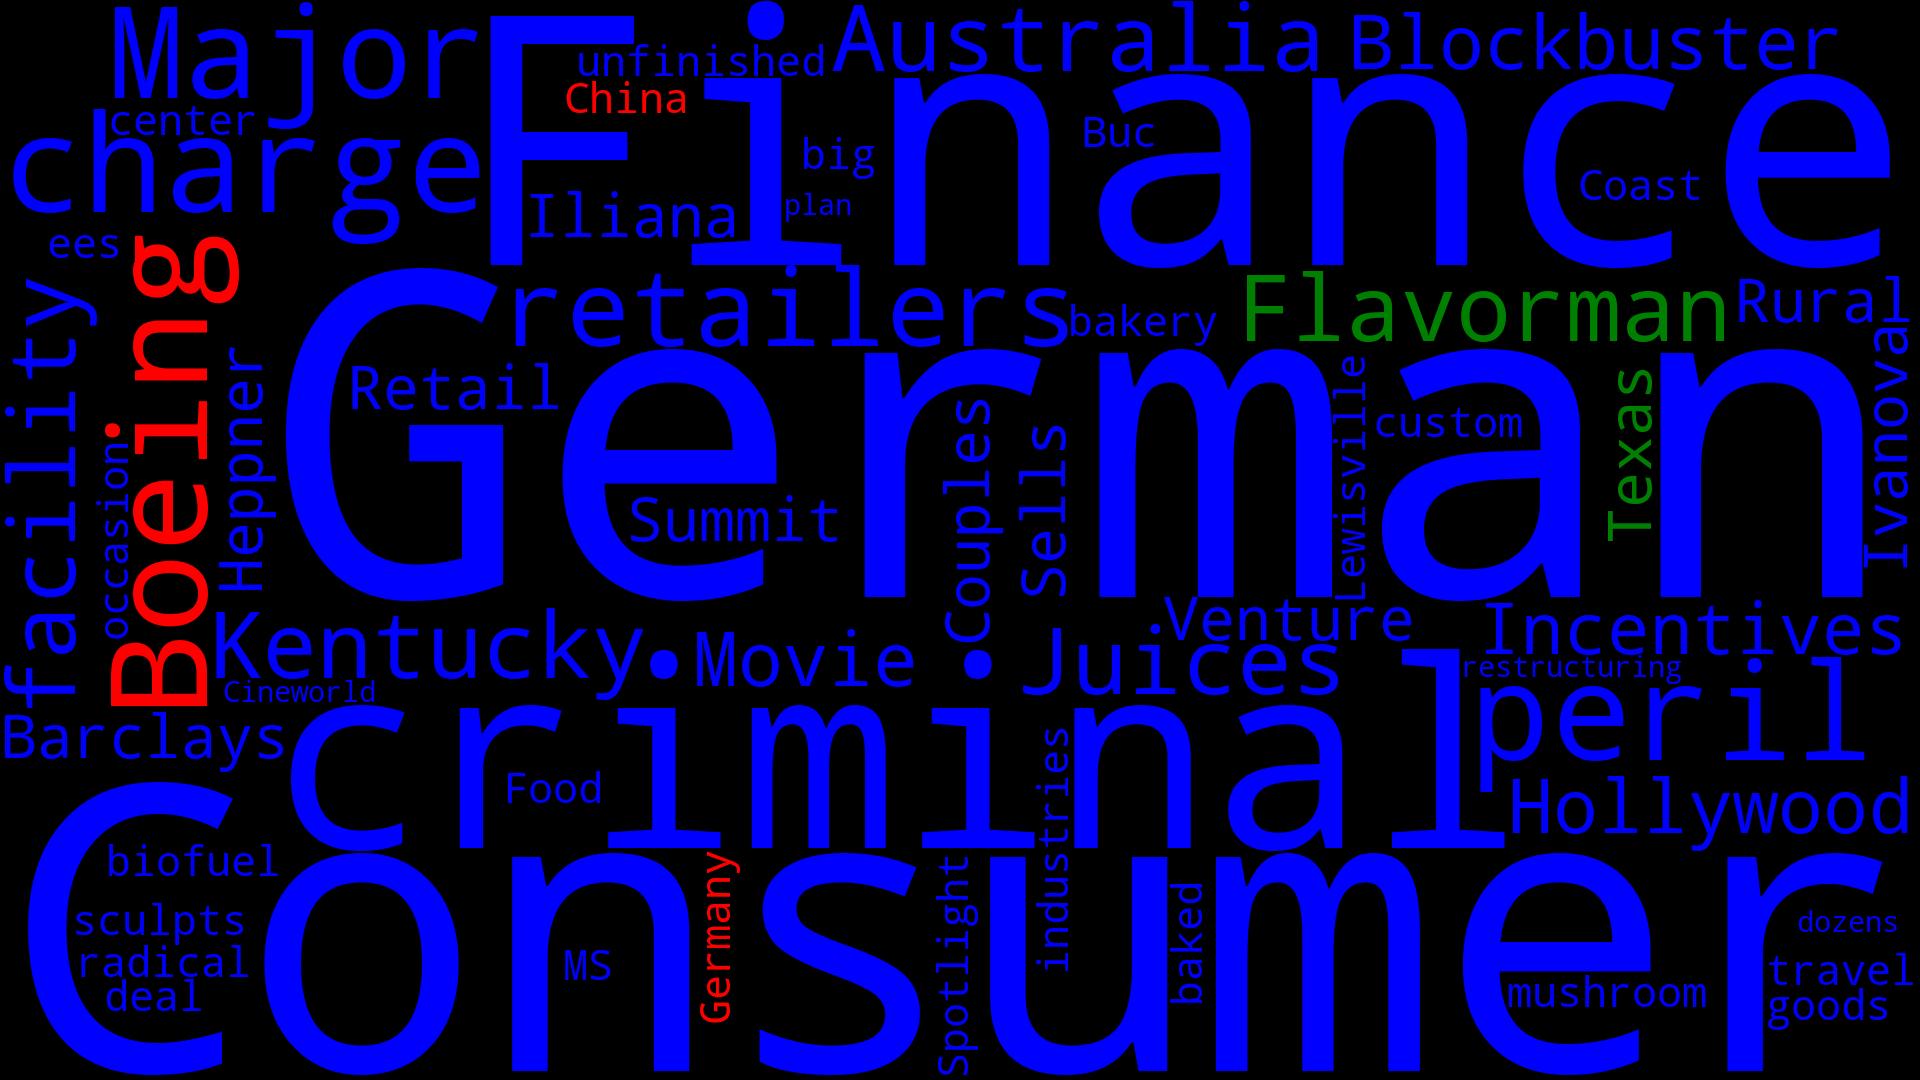 Major
Finance
unfinished
Australia
Blockbuster
China
center
charge
big
Buc
Iliana
plan
Coast
ees
Boeing
facility
retailers
bakery
Flavorman
Rural
German
Retail
Heppner
occasion
Summit
Couples
Sells
Lewisville
custom
Texas
Ivanova
Kentucky
Movie
Juices
Venture
Incentives
restructuring
Cineworld
Barclays
criminal
peril
Food
industries
Hollywood
Consumer
biofuel
sculpts
radical
deal
MS
Germany
Spotlight
baked
mushroom
dozens
travel
goods